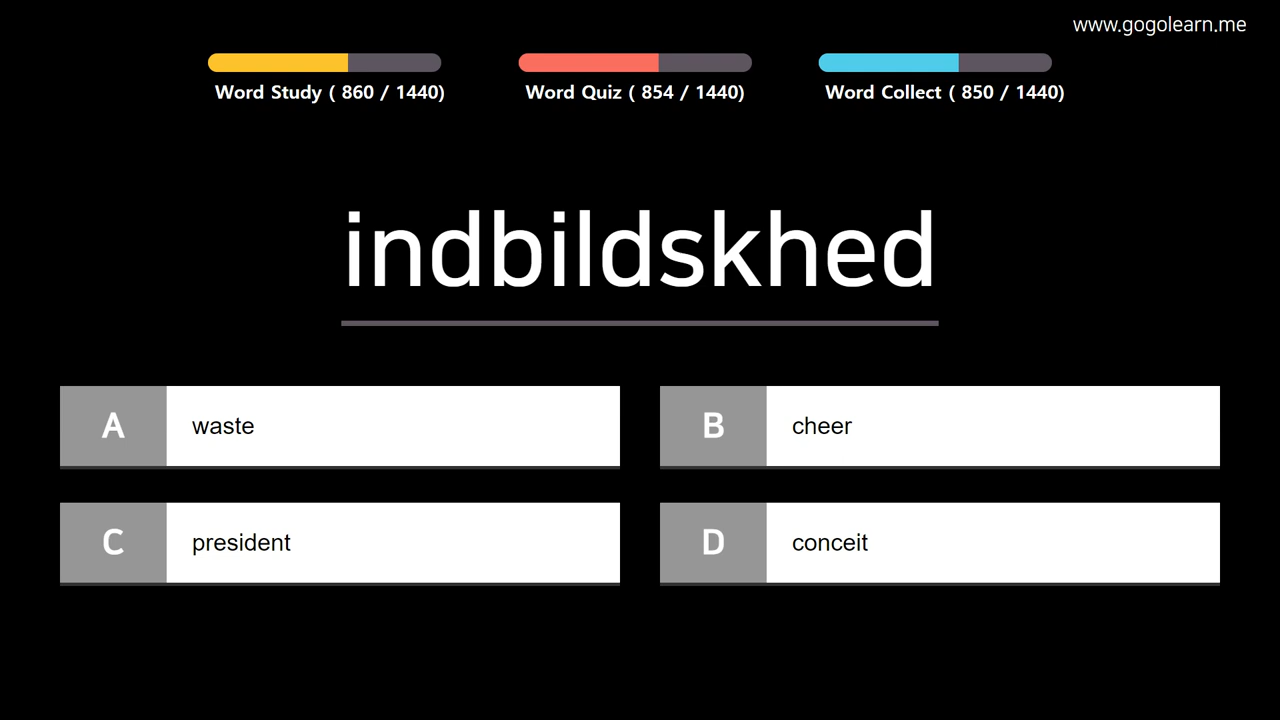 www.gogolearn.me
Word Study ( 860 / 1440)
Word Quiz ( 854 / 1440)
Word Collect ( 850 / 1440)
indbildskhed
A waste
B cheer
C president
D conceit